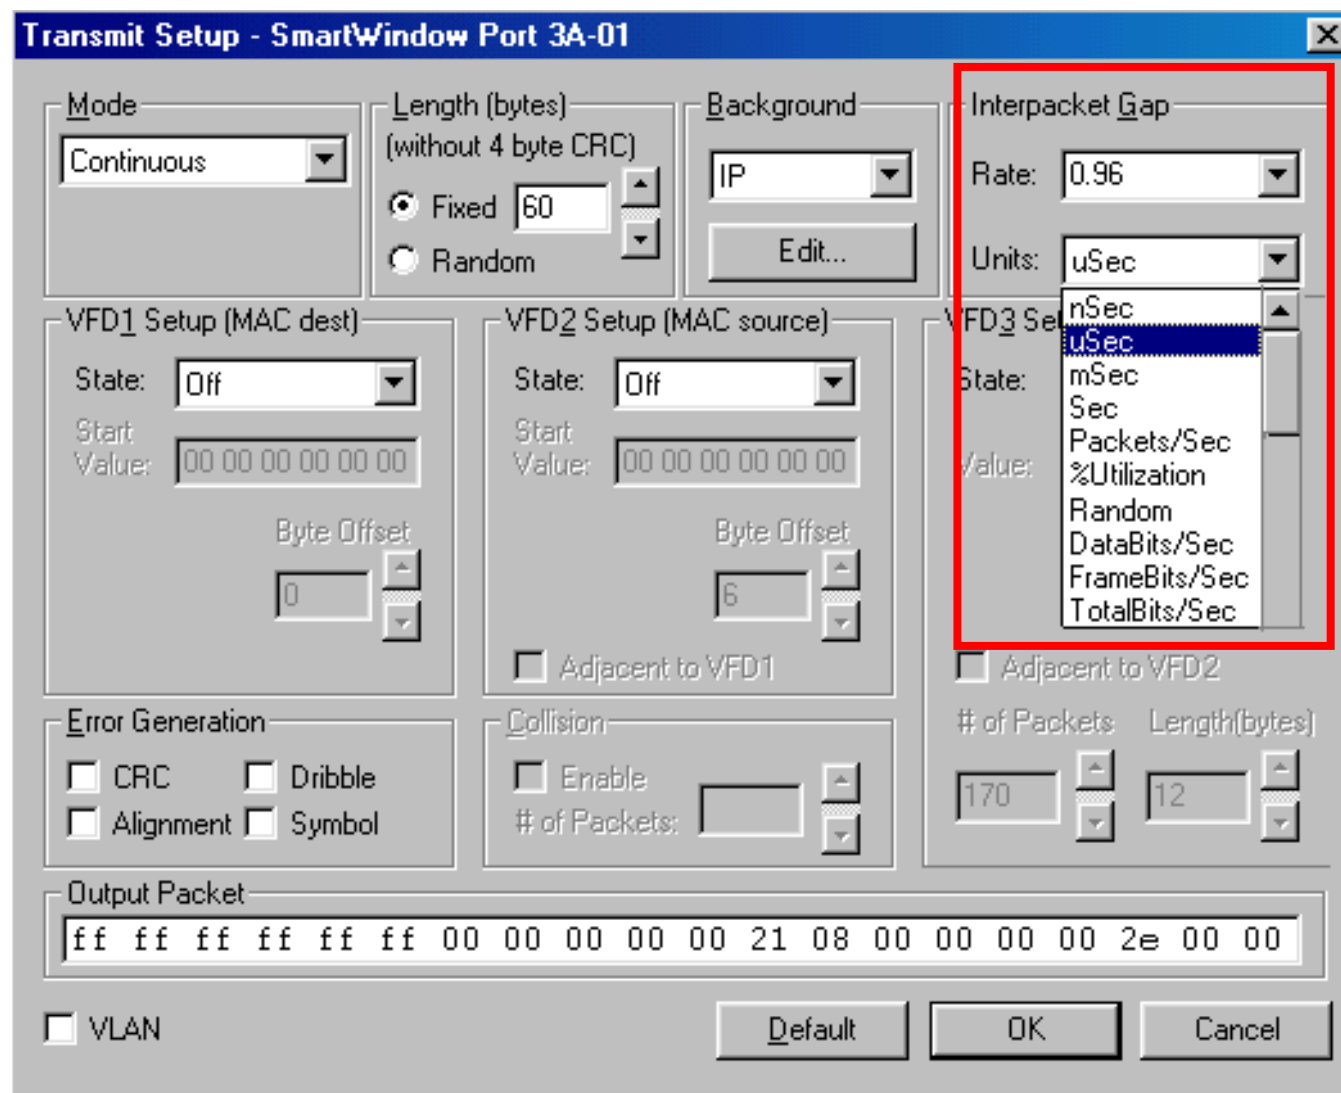 Transmit Setup - SmartWindow Port 3A-01
Mode
Continuous
Length (bytes)
(without 4 byte CRC)
Fixed 60
Random
Background
IP
Edit...
Interpacket Gap
Rate: 0.96
Units: uSec
nSec
uSec
mSec
Sec
Packets/Sec
%Utilization
Random
DataBits/Sec
FrameBits/Sec
TotalBits/Sec
VFD1 Setup (MAC dest)
State: Off
Start
Value: 00 00 00 00 00 00
Byte Offset
0
VFD2 Setup (MAC source)
State: Off
Start
Value: 00 00 00 00 00 00
Byte Offset
6
Adjacent to VFD1
VFD3 Se
State:
Value:
Adjacent to VFD2
# of Packets Length(bytes)
170 12
Error Generation
CRC Dribble
Alignment Symbol
Collision
Enable
# of Packets:
Output Packet
ff ff ff ff ff ff 00 00 00 00 00 21 08 00 00 00 00 2e 00 00
VLAN
Default OK Cancel